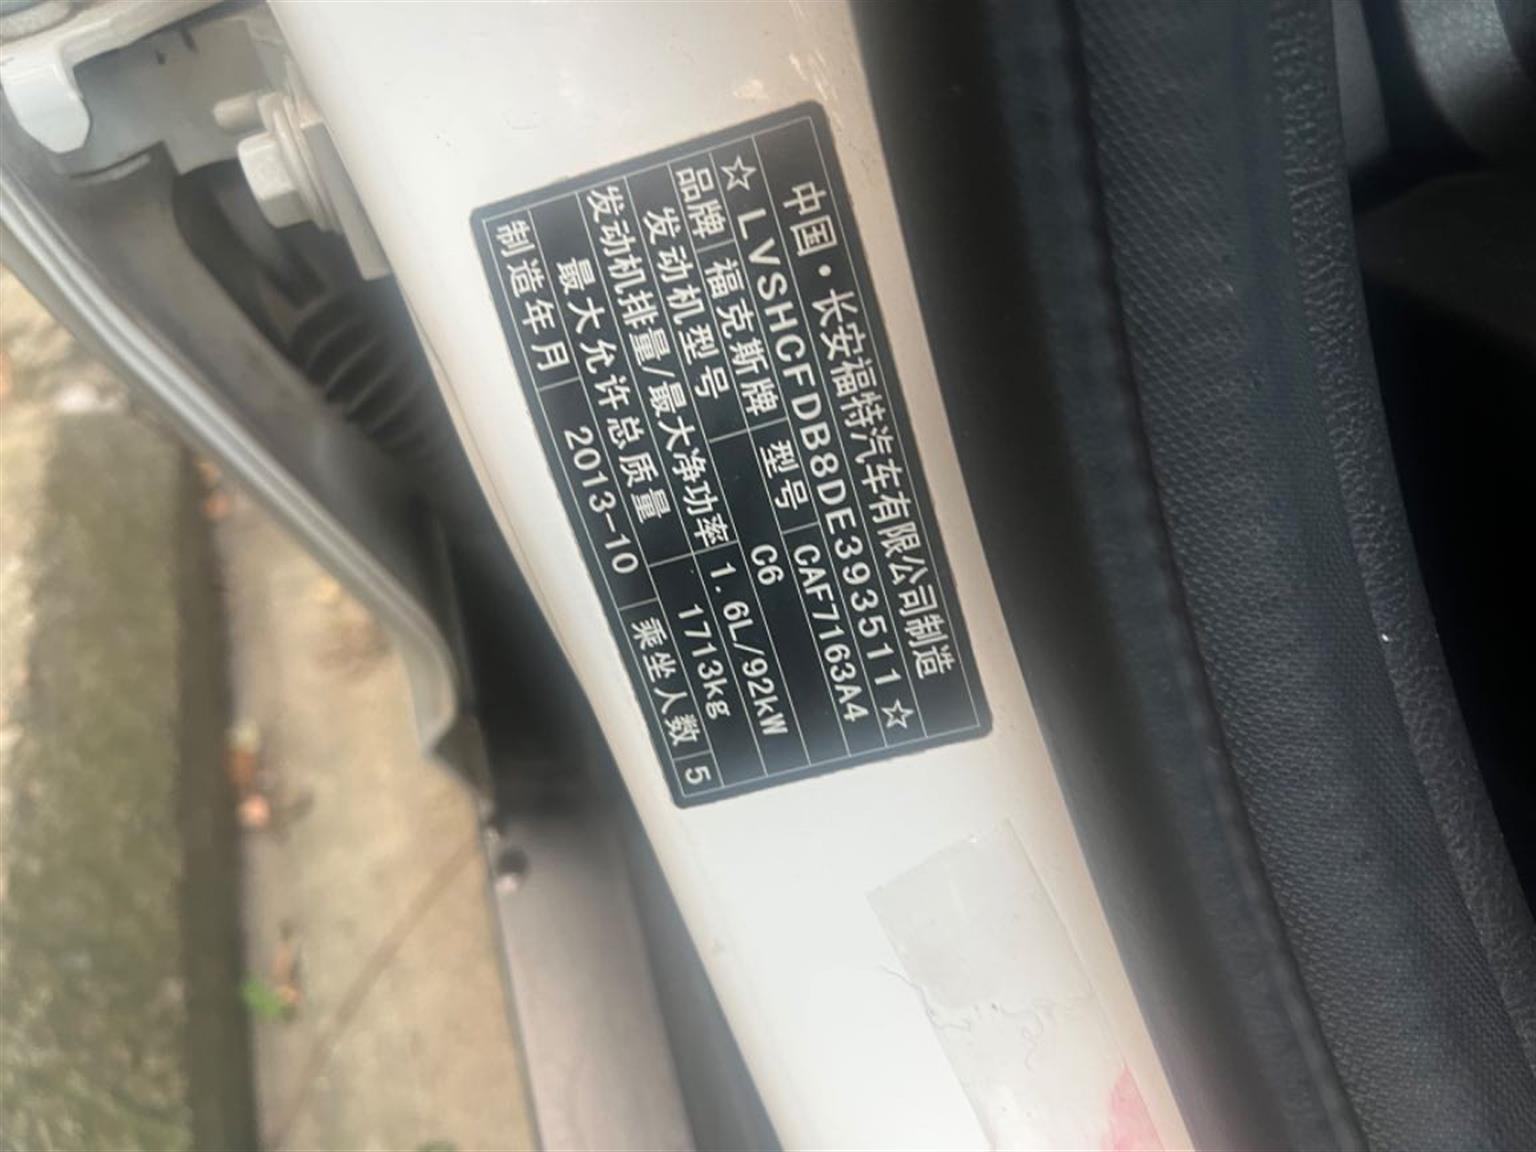 中国·长安福特汽车有限公司制造
☆LVSHCFDB8DE393511☆
品牌 福克斯牌 型号 CAF7163A4
发动机型号 C6
发动机排量/最大净功率 1.6L/92kW
最大允许总质量 1713kg
制造年月 2013-10 乘坐人数 5